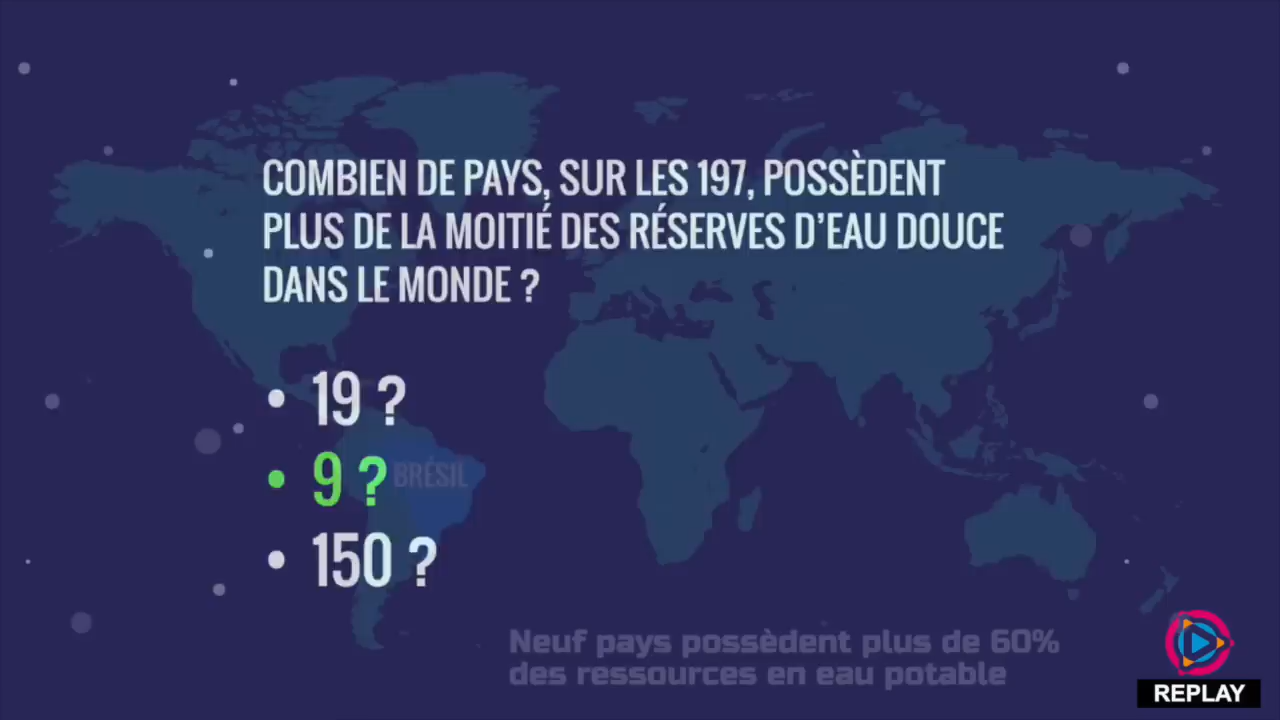 COMBIEN DE PAYS, SUR LES 197, POSSÈDENT
PLUS DE LA MOITIÉ DES RÉSERVES D’EAU DOUCE
DANS LE MONDE ?
• 19 ?
• 9 ?
BRÉSIL
• 150 ?
Neuf pays possèdent plus de 60%
des ressources en eau potable
REPLAY